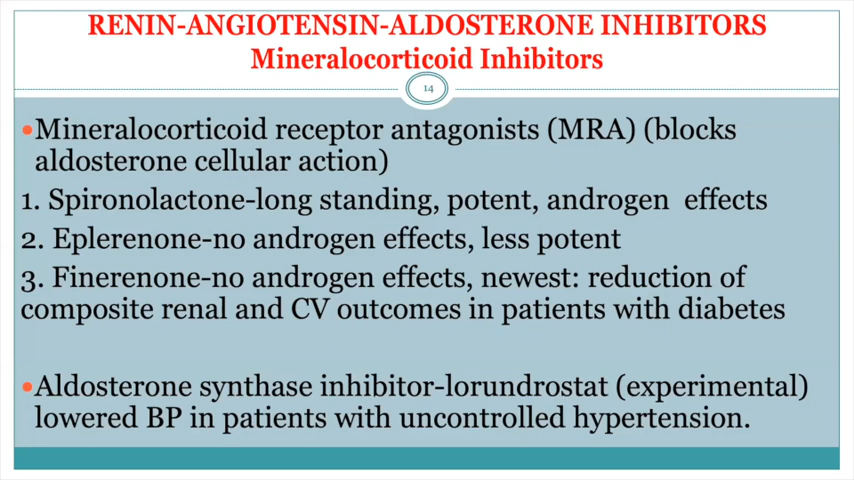 RENIN-ANGIOTENSIN-ALDOSTERONE INHIBITORS
Mineralocorticoid Inhibitors
14
•Mineralocorticoid receptor antagonists (MRA) (blocks
aldosterone cellular action)
1. Spironolactone-long standing, potent, androgen effects
2. Eplerenone-no androgen effects, less potent
3. Finerenone-no androgen effects, newest: reduction of
composite renal and CV outcomes in patients with diabetes
•Aldosterone synthase inhibitor-lorundrostat (experimental)
lowered BP in patients with uncontrolled hypertension.